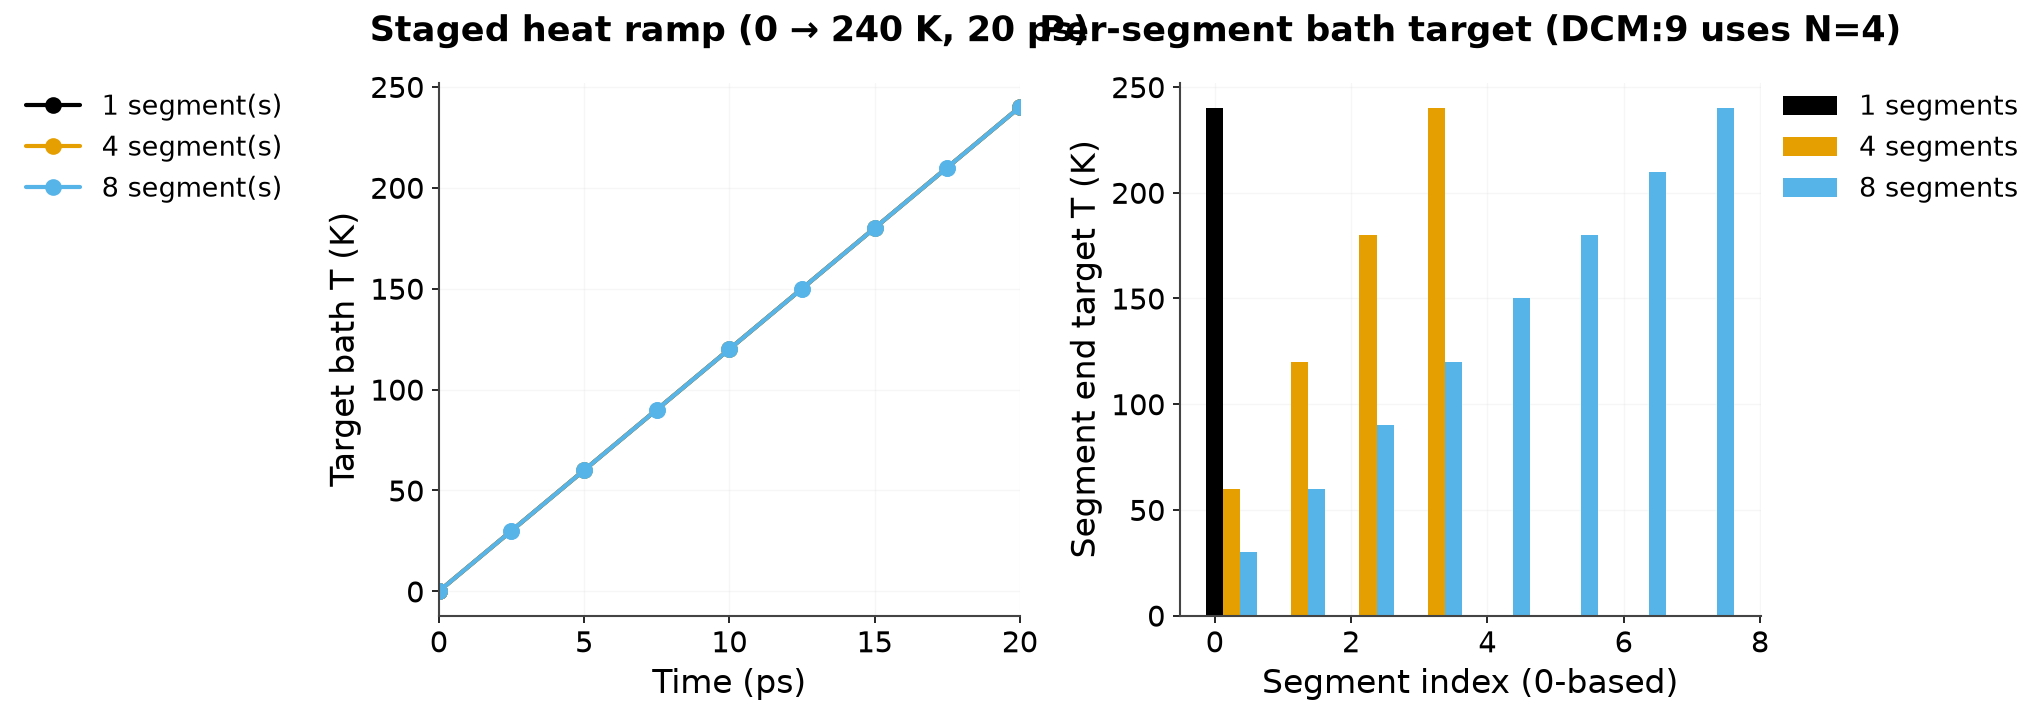 Staged heat ramp (0 → 240 K, 20 ps)
Per-segment bath target (DCM:9 uses N=4)
1 segment(s)
4 segment(s)
8 segment(s)
Target bath T (K)
250
200
150
100
50
0
0 5 10 15 20
Time (ps)
Segment end target T (K)
250
200
150
100
50
0
0 2 4 6 8
Segment index (0-based)
1 segments
4 segments
8 segments